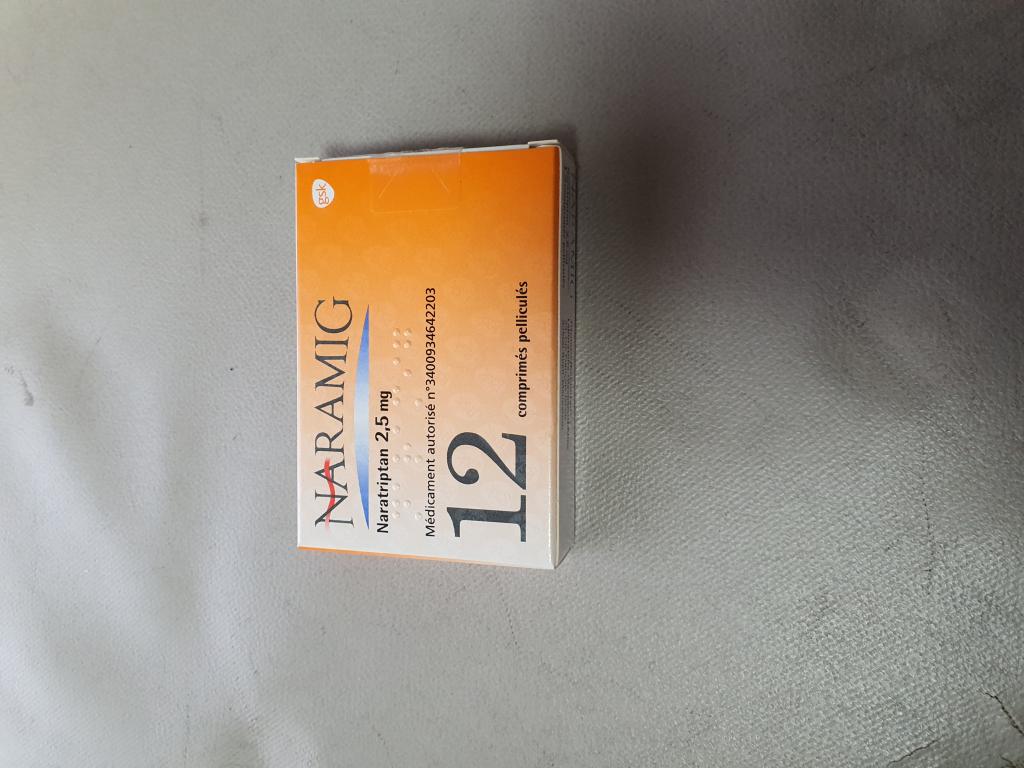 gsk
NARAMIG
Naratriptan 2,5 mg
Médicament autorisé n°3400934642203
12 comprimés pelliculés